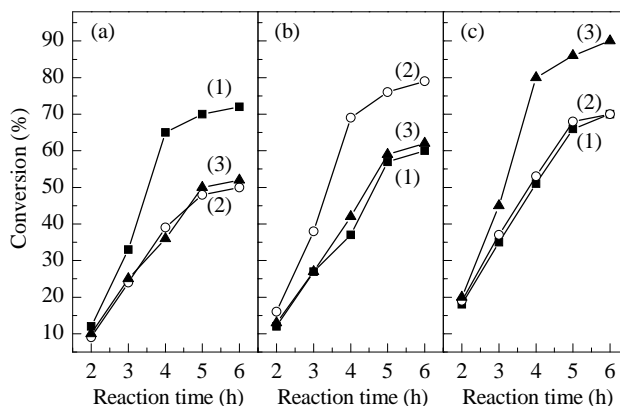 (a)
(b)
(c)
Conversion (%)
90
80
70
60
50
40
30
20
10
(1)
(3)
(2)
(2)
(3)
(1)
(3)
(2)
(1)
2 3 4 5 6
2 3 4 5 6
2 3 4 5 6
Reaction time (h)
Reaction time (h)
Reaction time (h)